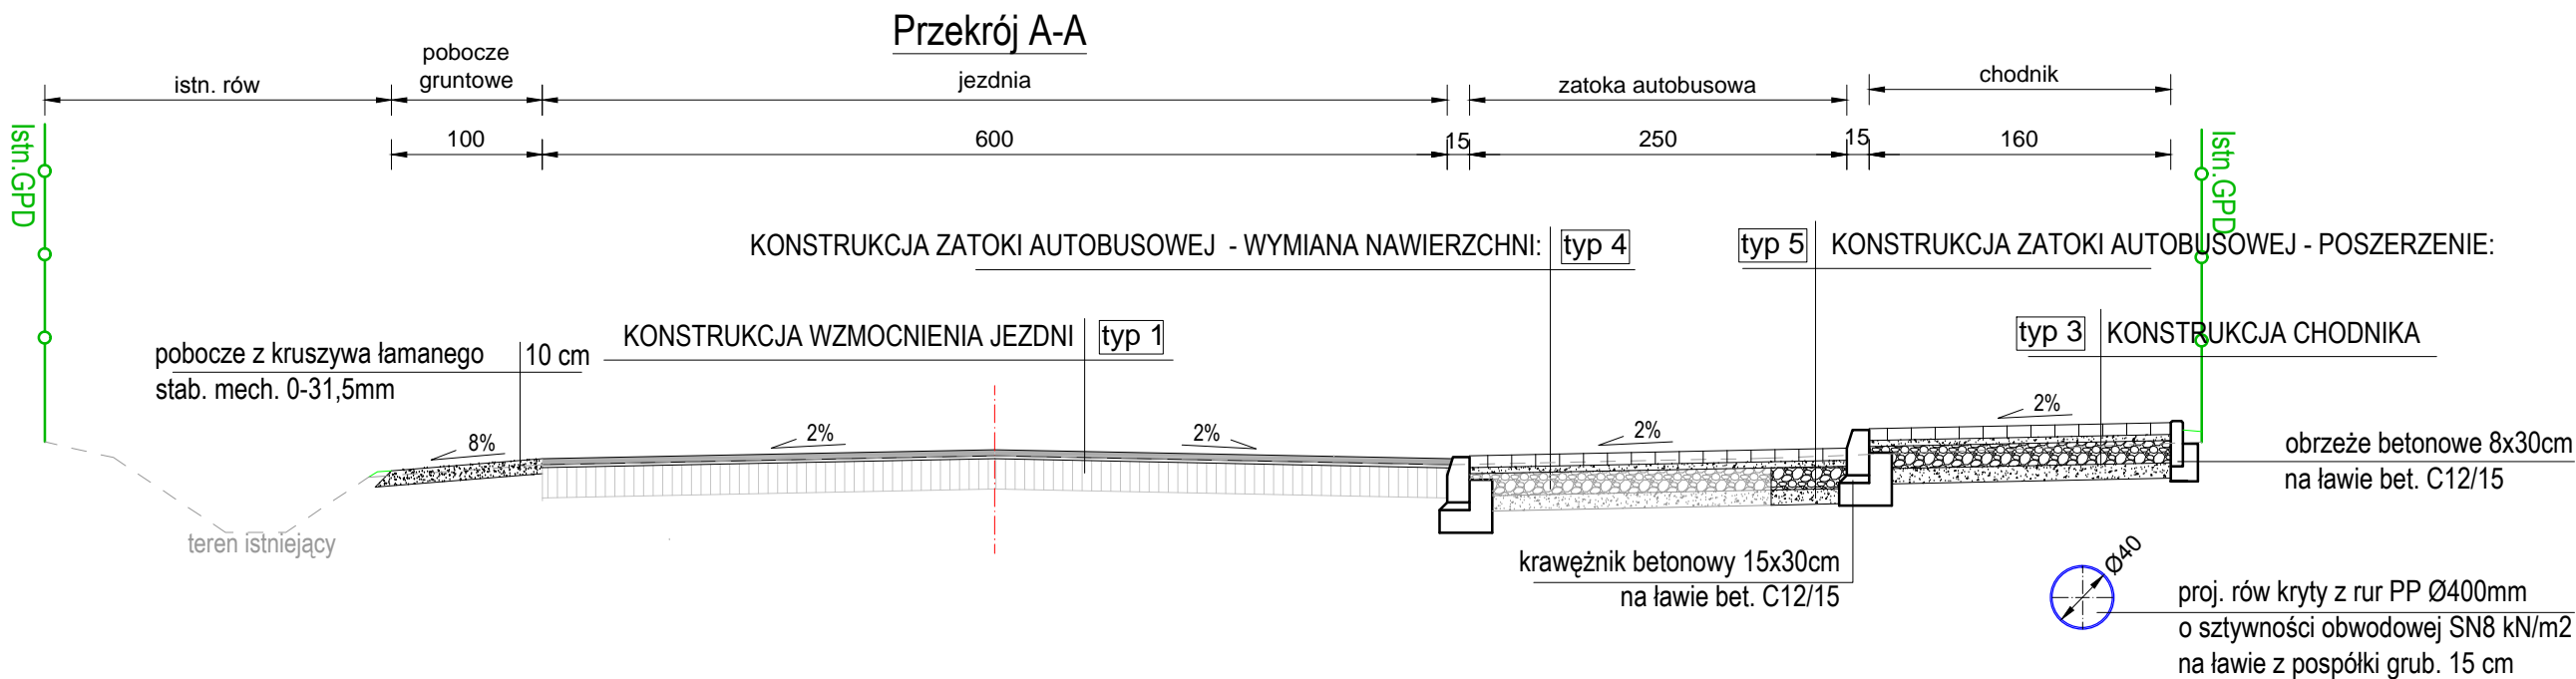 Przekrój A-A
istn. rów
pobocze
gruntowe
jezdnia
zatoka autobusowa
chodnik
100
600
15
250
15
160
Istn.GPD
Istn.GPD
KONSTRUKCJA ZATOKI AUTOBUSOWEJ - WYMIANA NAWIERZCHNI: typ 4
typ 5 KONSTRUKCJA ZATOKI AUTOBUSOWEJ - POSZERZENIE:
KONSTRUKCJA WZMOCNIENIA JEZDNI typ 1
typ 3 KONSTRUKCJA CHODNIKA
pobocze z kruszywa łamanego 10 cm
stab. mech. 0-31,5mm
8%
2%
2%
2%
2%
obrzeże betonowe 8x30cm
na ławie bet. C12/15
teren istniejący
krawężnik betonowy 15x30cm
na ławie bet. C12/15
Ø40
proj. rów kryty z rur PP Ø400mm
o sztywności obwodowej SN8 kN/m2
na ławie z pospółki grub. 15 cm